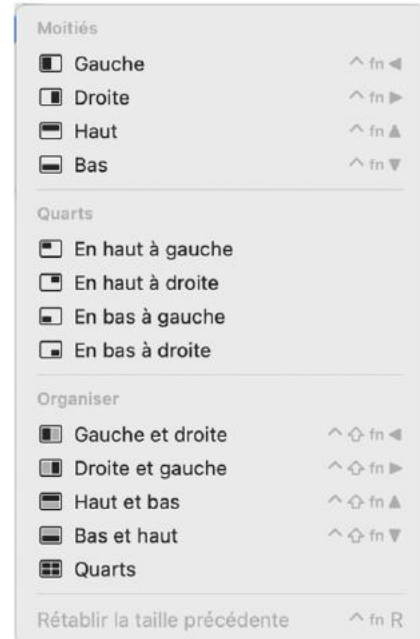 Moitiés
Gauche ^ fn ◀
Droite ^ fn ▶
Haut ^ fn ▲
Bas ^ fn ▼
Quarts
En haut à gauche
En haut à droite
En bas à gauche
En bas à droite
Organiser
Gauche et droite ^ ⇧ fn ◀
Droite et gauche ^ ⇧ fn ▶
Haut et bas ^ ⇧ fn ▲
Bas et haut ^ ⇧ fn ▼
Quarts
Rétablir la taille précédente ^ fn R